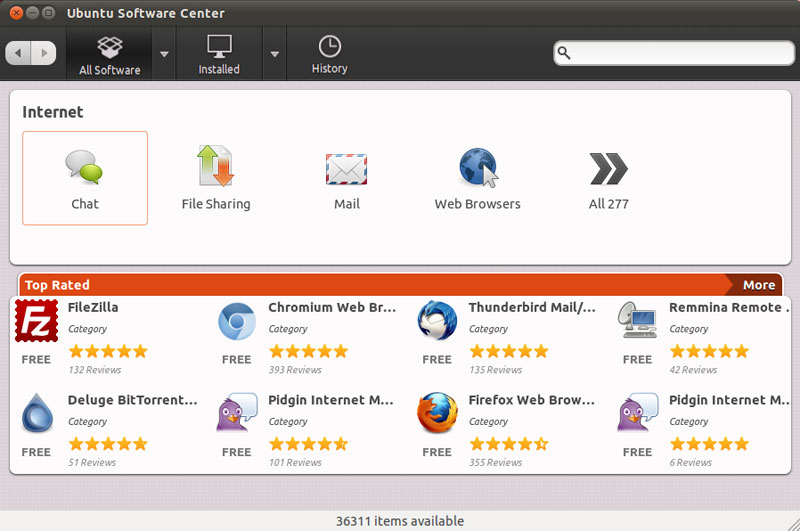 Ubuntu Software Center
All Software
Installed
History
Internet
Chat
File Sharing
Mail
Web Browsers
All 277
Top Rated
More
FileZilla
Category
FREE
132 Reviews
Chromium Web Br...
Category
FREE
393 Reviews
Thunderbird Mail/...
Category
FREE
135 Reviews
Remmina Remote .
Category
FREE
42 Reviews
Deluge BitTorrent...
Category
FREE
51 Reviews
Pidgin Internet M...
Category
FREE
101 Reviews
Firefox Web Brow...
Category
FREE
355 Reviews
Pidgin Internet M...
Category
FREE
6 Reviews
36311 items available